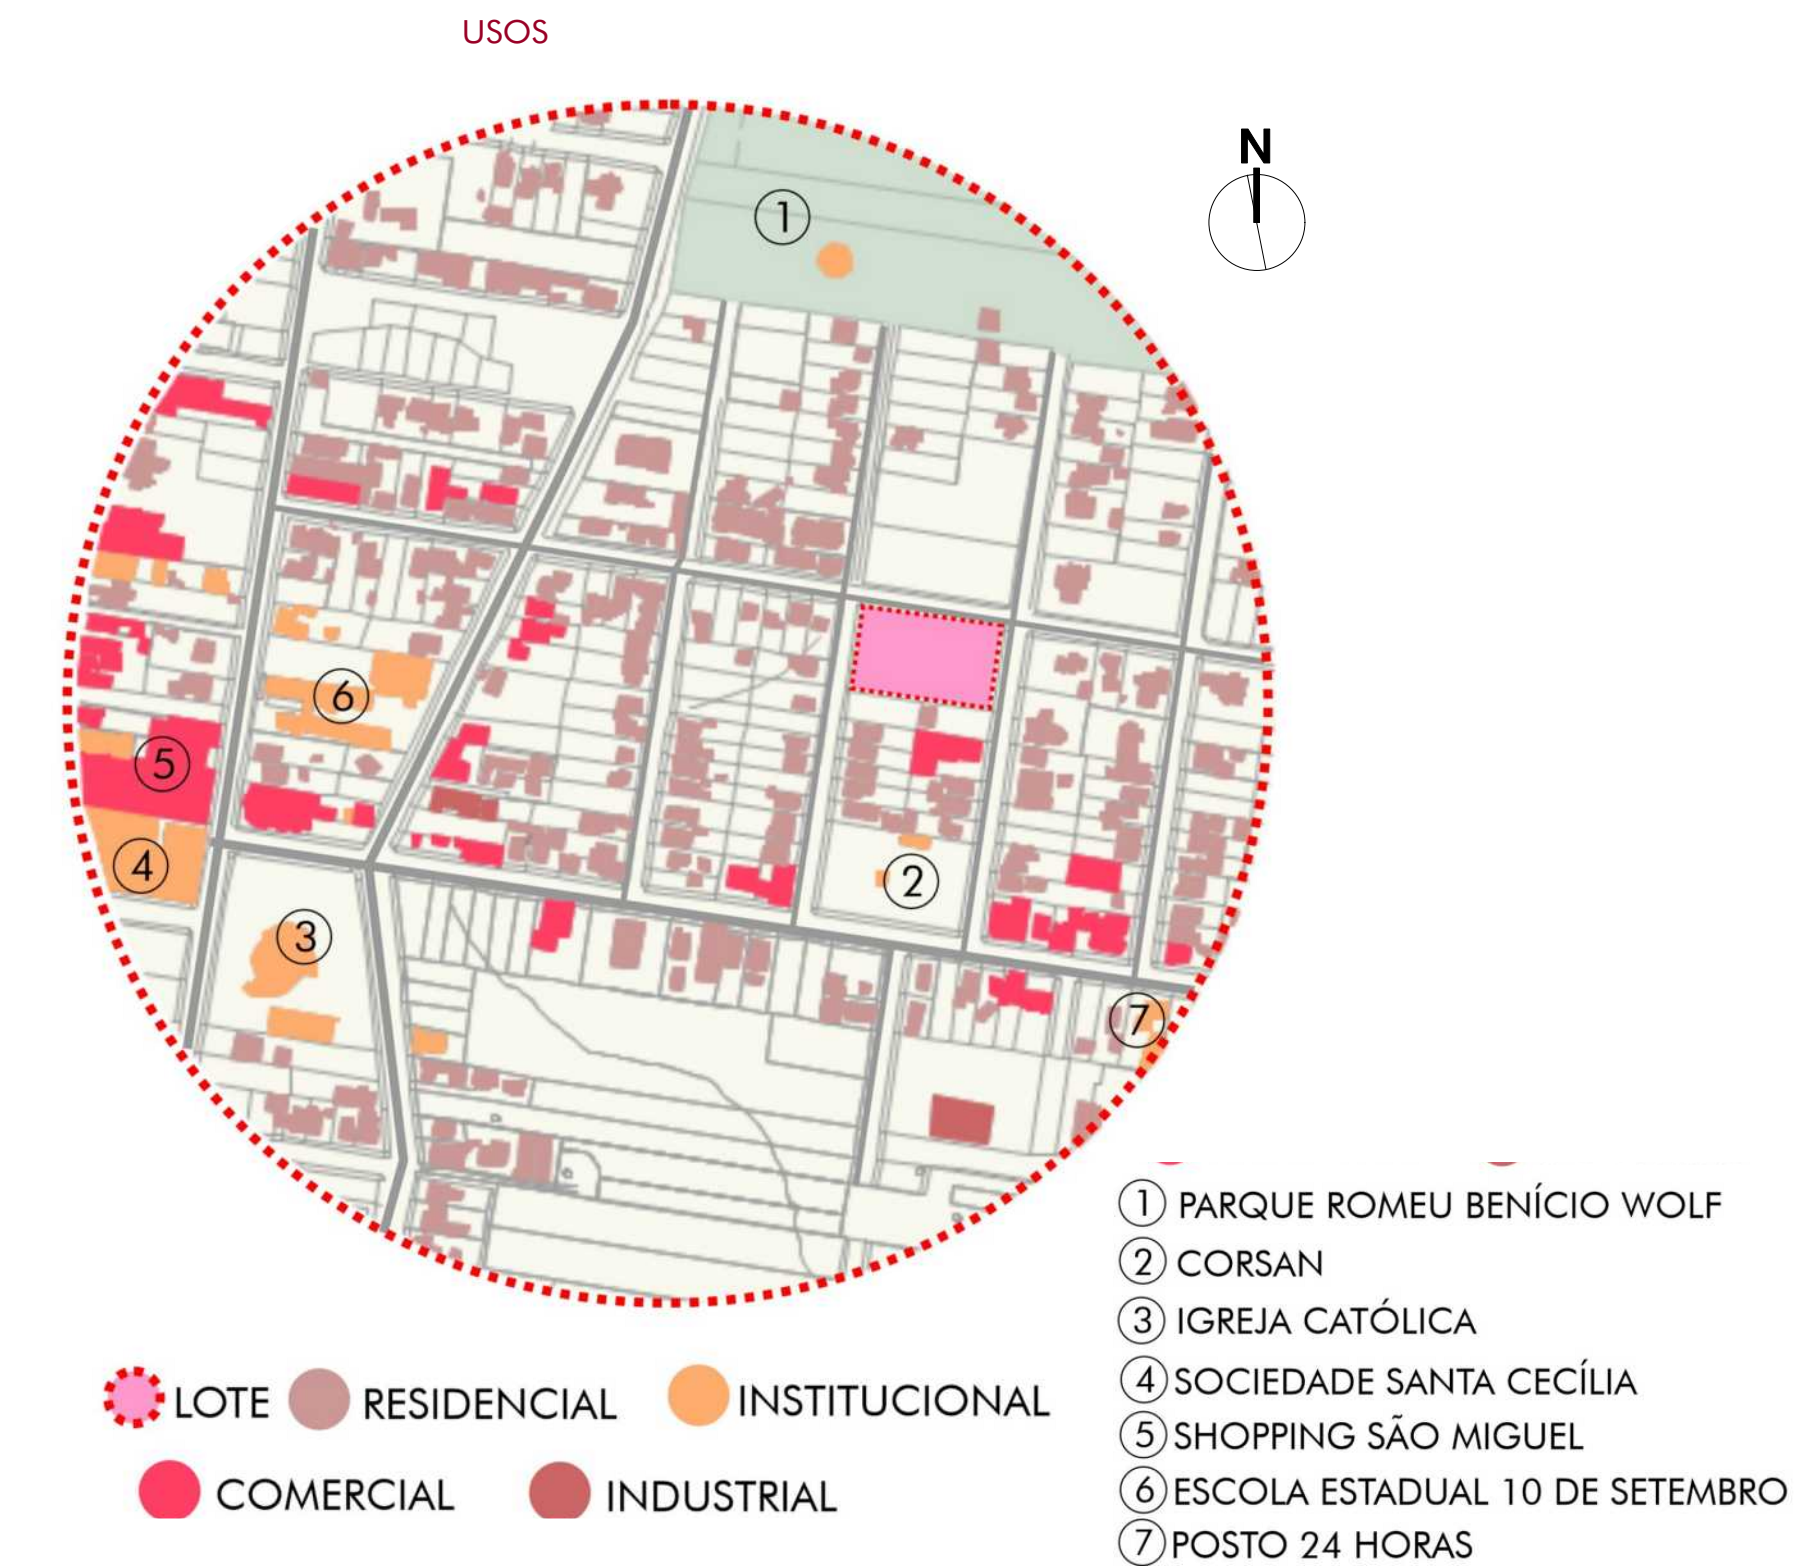 USOS
N
1
6
5
4
2
3
7
1 PARQUE ROMEU BENÍCIO WOLF
2 CORSAN
3 IGREJA CATÓLICA
4 SOCIEDADE SANTA CECÍLIA
5 SHOPPING SÃO MIGUEL
6 ESCOLA ESTADUAL 10 DE SETEMBRO
7 POSTO 24 HORAS
LOTE RESIDENCIAL INSTITUCIONAL
COMERCIAL INDUSTRIAL